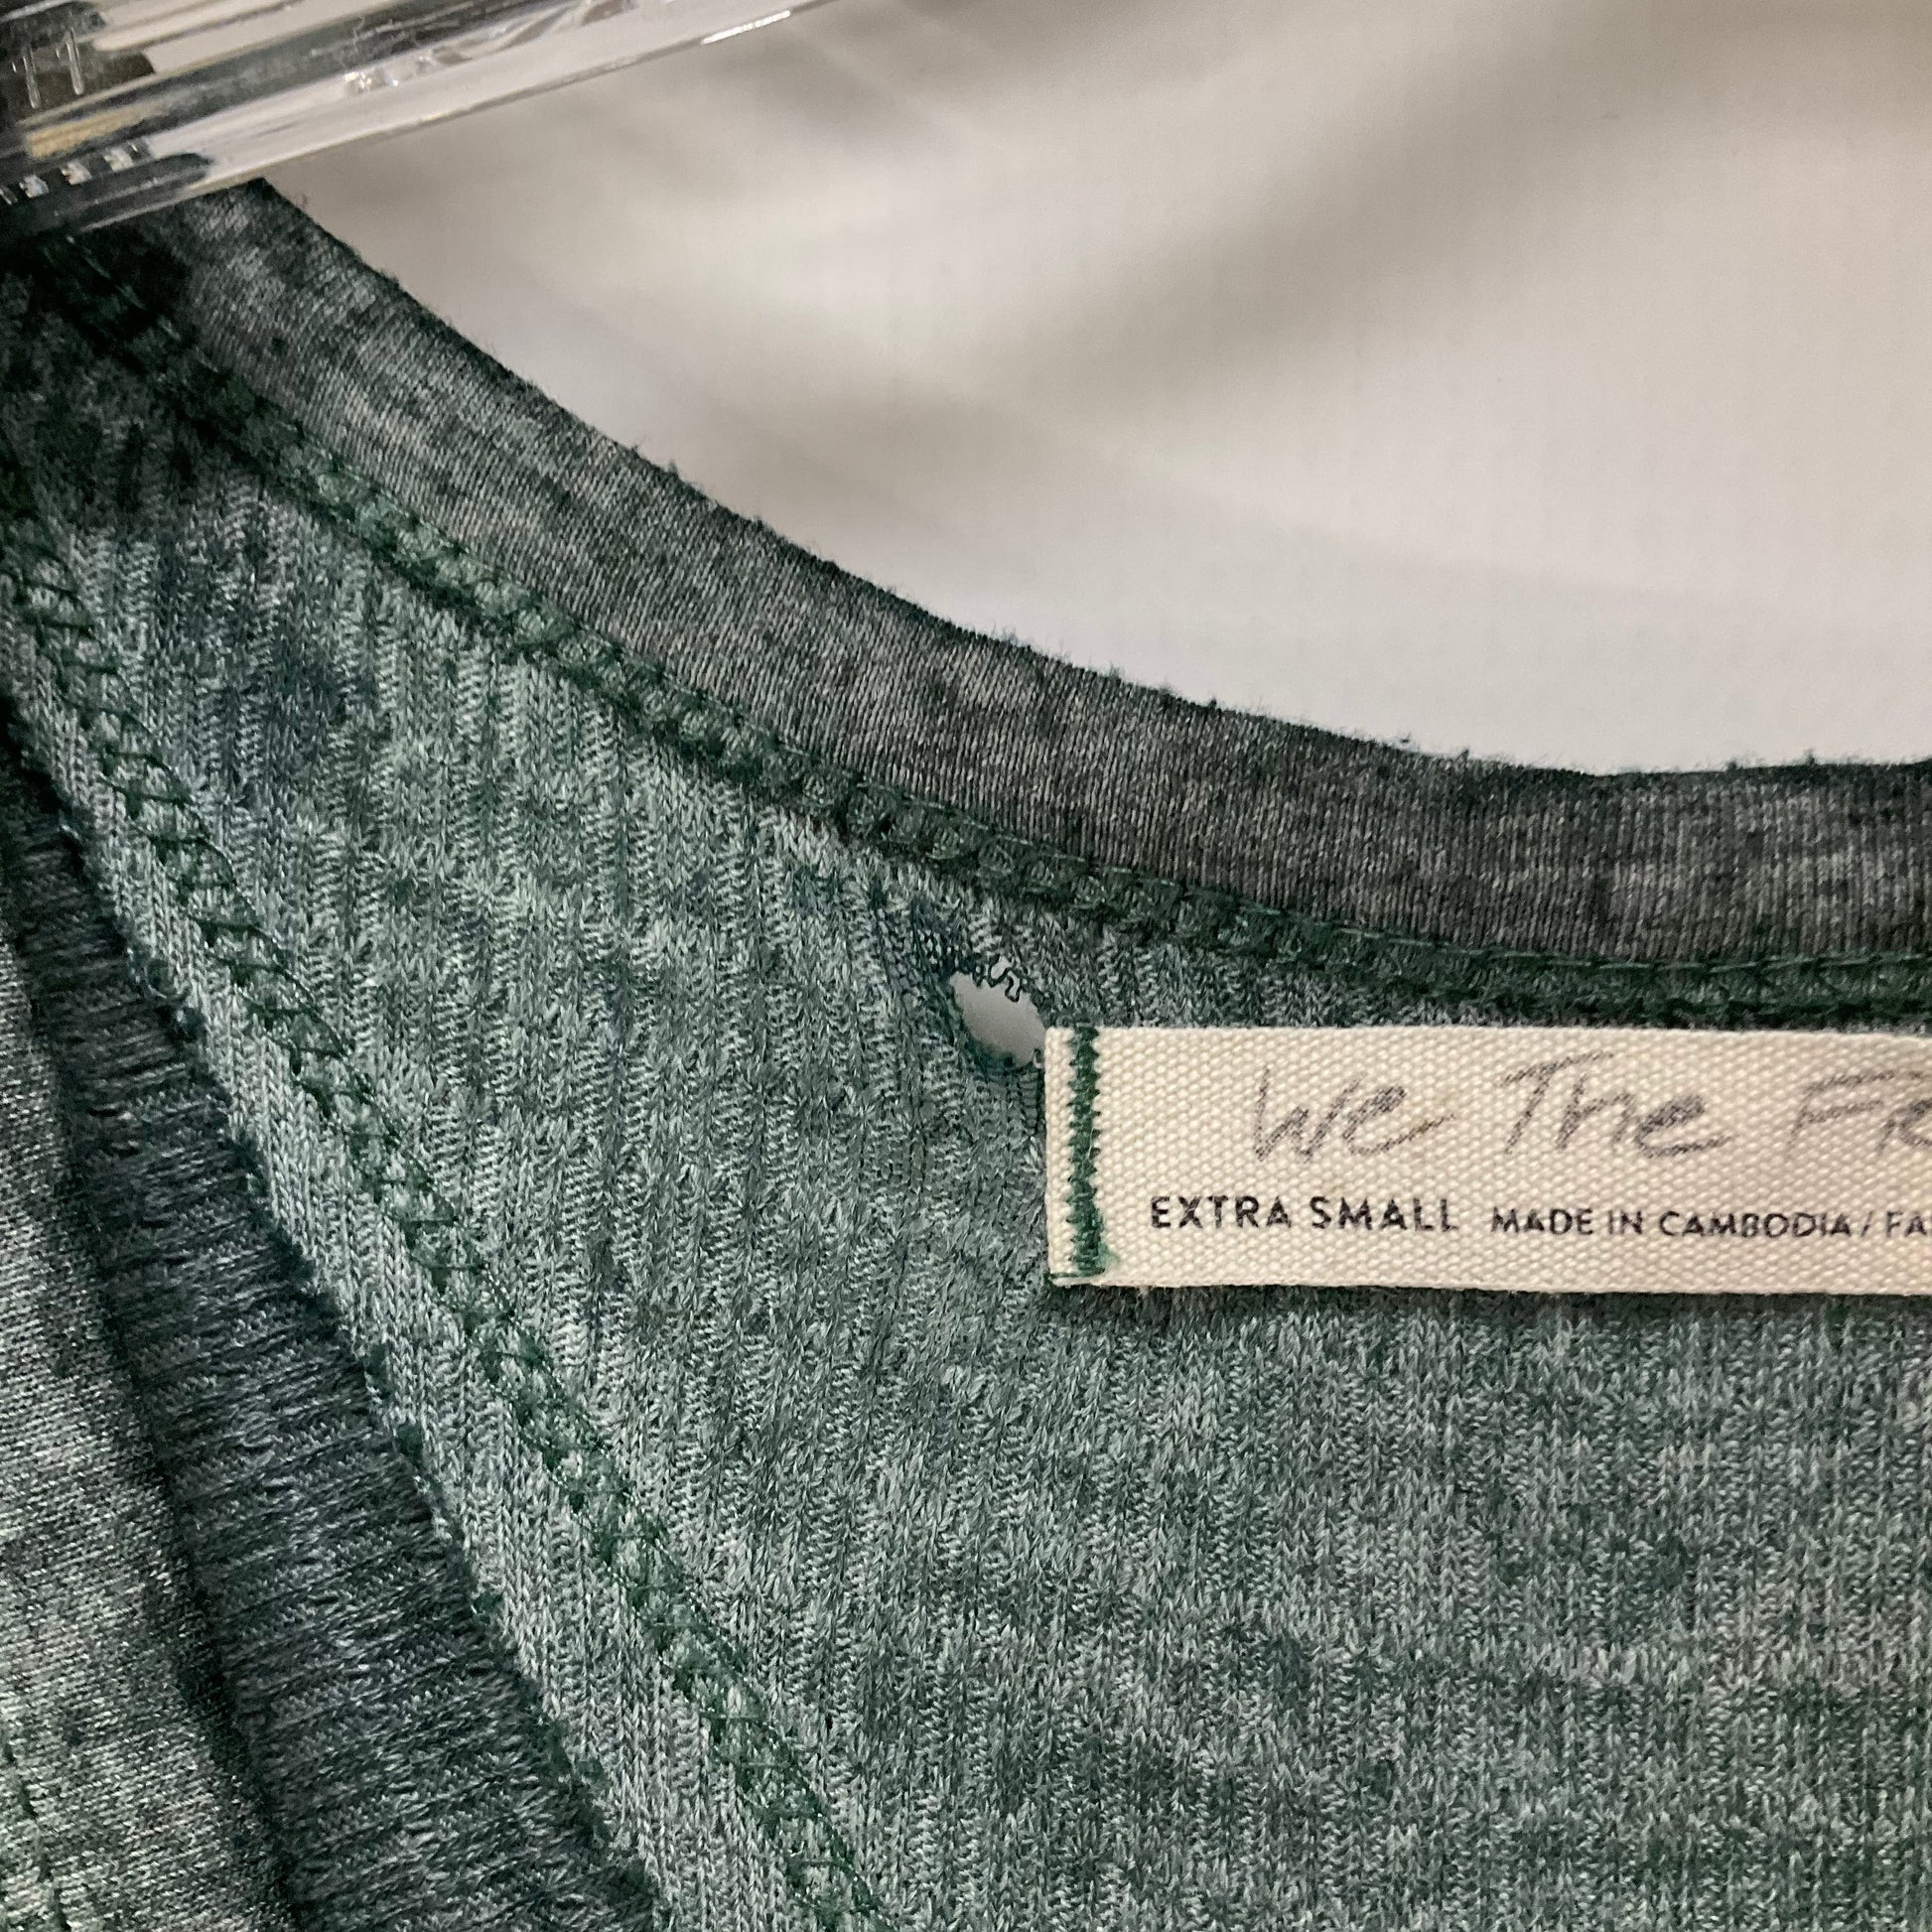 We The Fr
EXTRA SMALL MADE IN CAMBODIA / FA